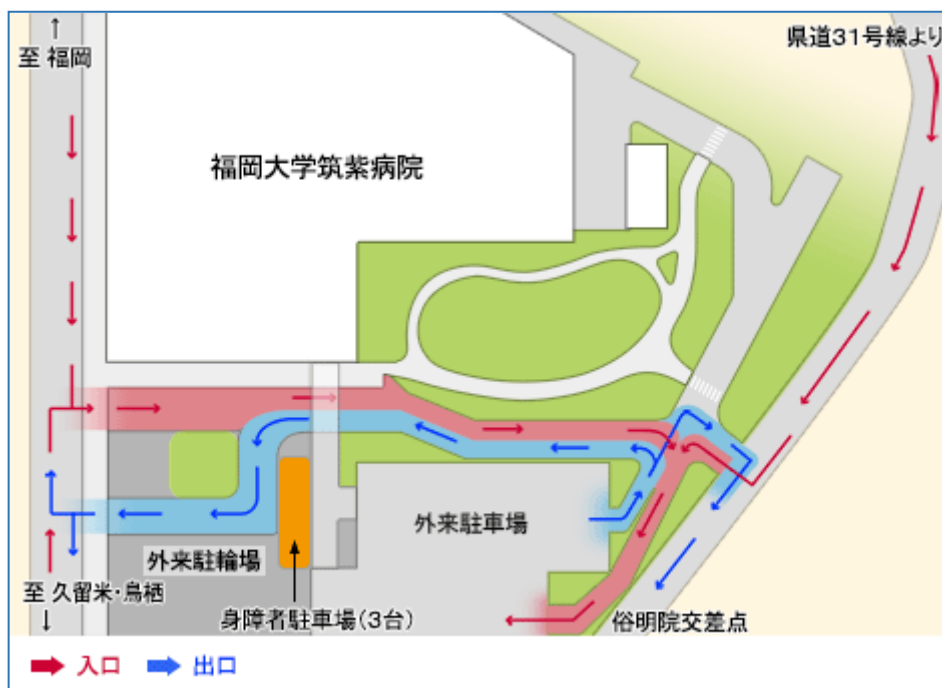 至 福岡
県道31号線より
福岡大学筑紫病院
外来駐車場
外来駐輪場
至 久留米・鳥栖
身障者駐車場(3台)
俗明院交差点
入口
出口